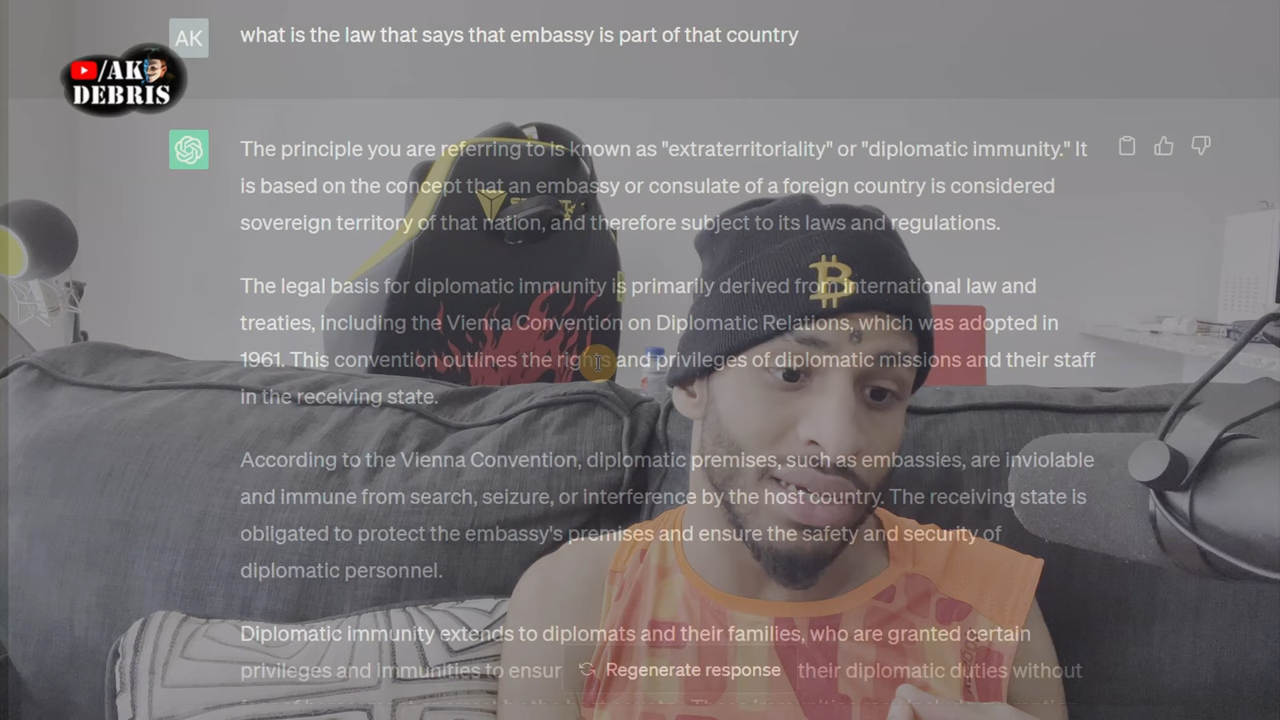 AK
what is the law that says that embassy is part of that country
/AK
DEBRIS
The principle you are referring to is known as "extraterritoriality" or "diplomatic immunity." It
is based on the concept that an embassy or consulate of a foreign country is considered
sovereign territory of that nation, and therefore subject to its laws and regulations.
The legal basis for diplomatic immunity is primarily derived from international law and
treaties, including the Vienna Convention on Diplomatic Relations, which was adopted in
1961. This convention outlines the rights and privileges of diplomatic missions and their staff
in the receiving state.
According to the Vienna Convention, diplomatic premises, such as embassies, are inviolable
and immune from search, seizure, or interference by the host country. The receiving state is
obligated to protect the embassy's premises and ensure the safety and security of
diplomatic personnel.
Diplomatic immunity extends to diplomats and their families, who are granted certain
privileges and immunities to ensur
Regenerate response
their diplomatic duties without